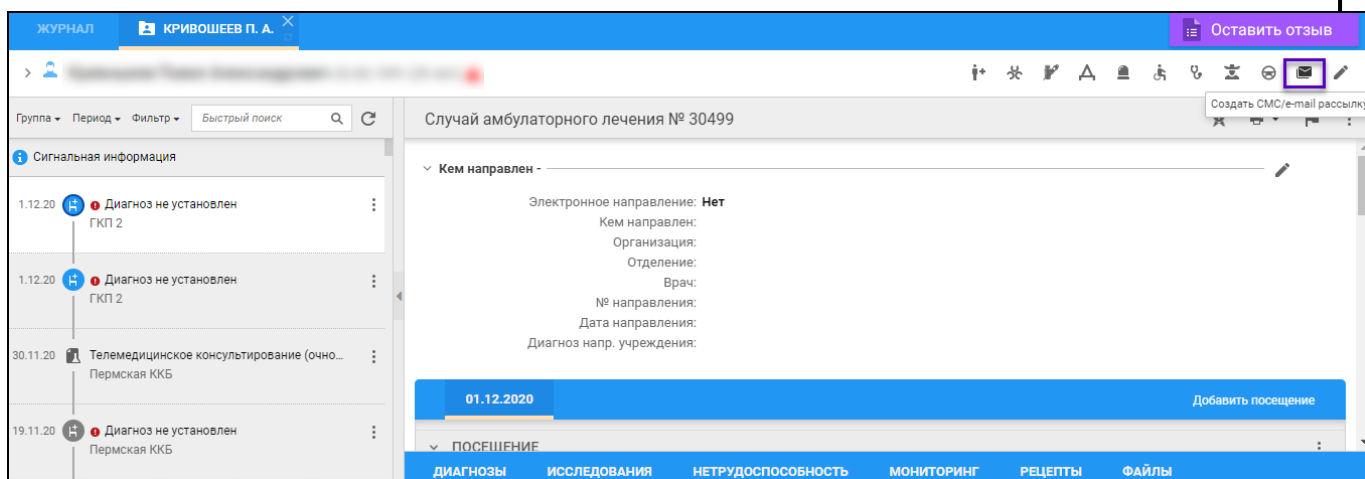 ЖУРНАЛ
КРИВОШЕЕВ П. А.
Оставить отзыв
Создать СМС/e-mail рассылку
Группа Период Фильтр Быстрый поиск
Сигнальная информация
1.12.20 Диагноз не установлен
ГКП 2
1.12.20 Диагноз не установлен
ГКП 2
30.11.20 Телемедицинское консультирование (очно...
Пермская ККБ
19.11.20 Диагноз не установлен
Пермская ККБ
Случай амбулаторного лечения № 30499
Кем направлен -
Электронное направление: Нет
Кем направлен:
Организация:
Отделение:
Врач:
№ направления:
Дата направления:
Диагноз напр. учреждения:
01.12.2020
Добавить посещение
ПОСЕЩЕНИЕ
ДИАГНОЗЫ ИССЛЕДОВАНИЯ НЕТРУДОСПОСОБНОСТЬ МОНИТОРИНГ РЕЦЕПТЫ ФАЙЛЫ